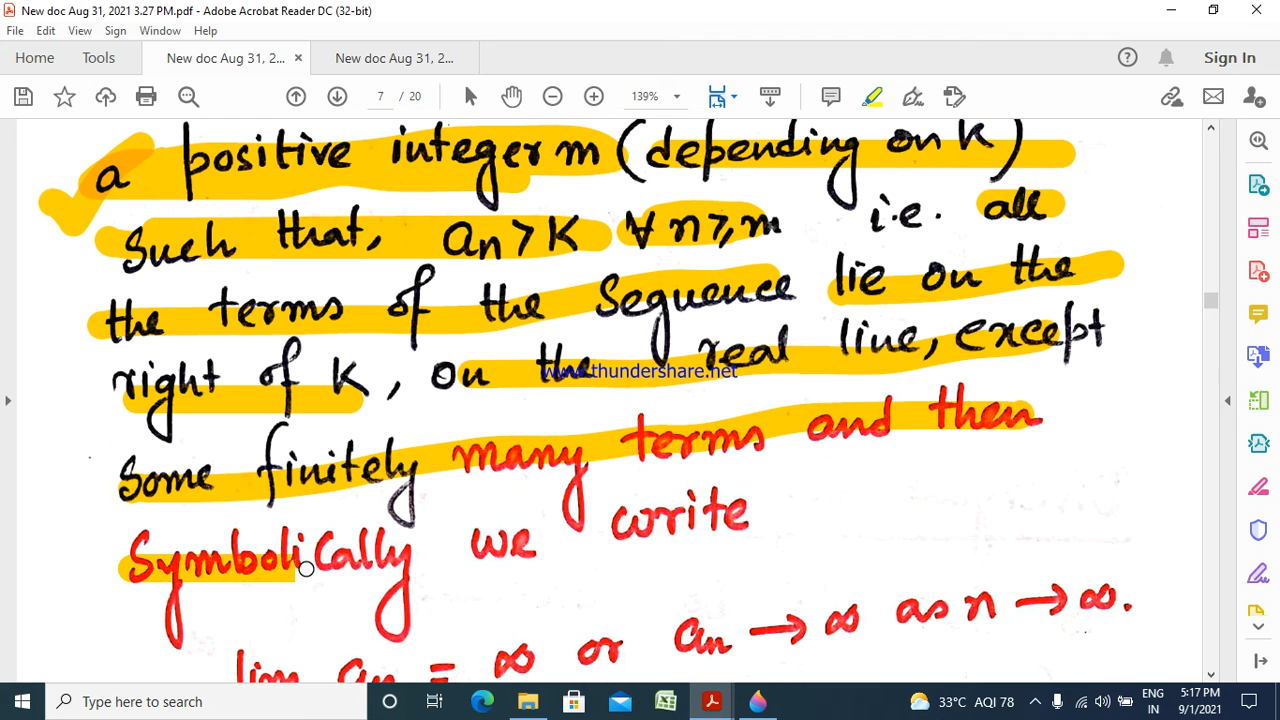 New doc Aug 31, 2021 3.27 PM.pdf - Adobe Acrobat Reader DC (32-bit)
File Edit View Sign Window Help
Home Tools New doc Aug 31, 2... × New doc Aug 31, 2... Sign In
7 / 20 139%
a positive integer m (depending on K)
Such that, an > K ∀ n ≥ m i.e. all
the terms of the Sequence lie on the
right of K, on the real line, except
www.thundershare.net
Some finitely many terms and then
Symbolically we write
lim an = ∞ or an → ∞ as n → ∞.
Type here to search
33°C AQI 78
ENG
IN
5:17 PM
9/1/2021